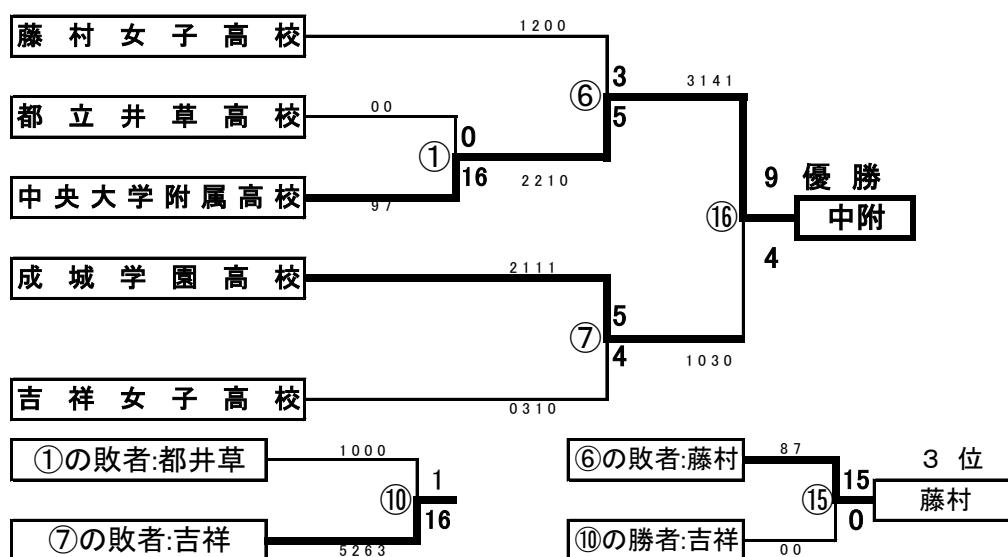 藤村女子高校
1200
3
3141
⑥
都立井草高校
00
5
0
①
9 優勝
16
2210
中央大学附属高校
97
⑯
中附
4
成城学園高校
2111
5
⑦
4
1030
吉祥女子高校
0310
①の敗者:都井草
1000
⑥の敗者:藤村
87
3位
1
15
⑩
⑮
藤村
16
0
⑦の敗者:吉祥
5263
⑩の勝者:吉祥
00